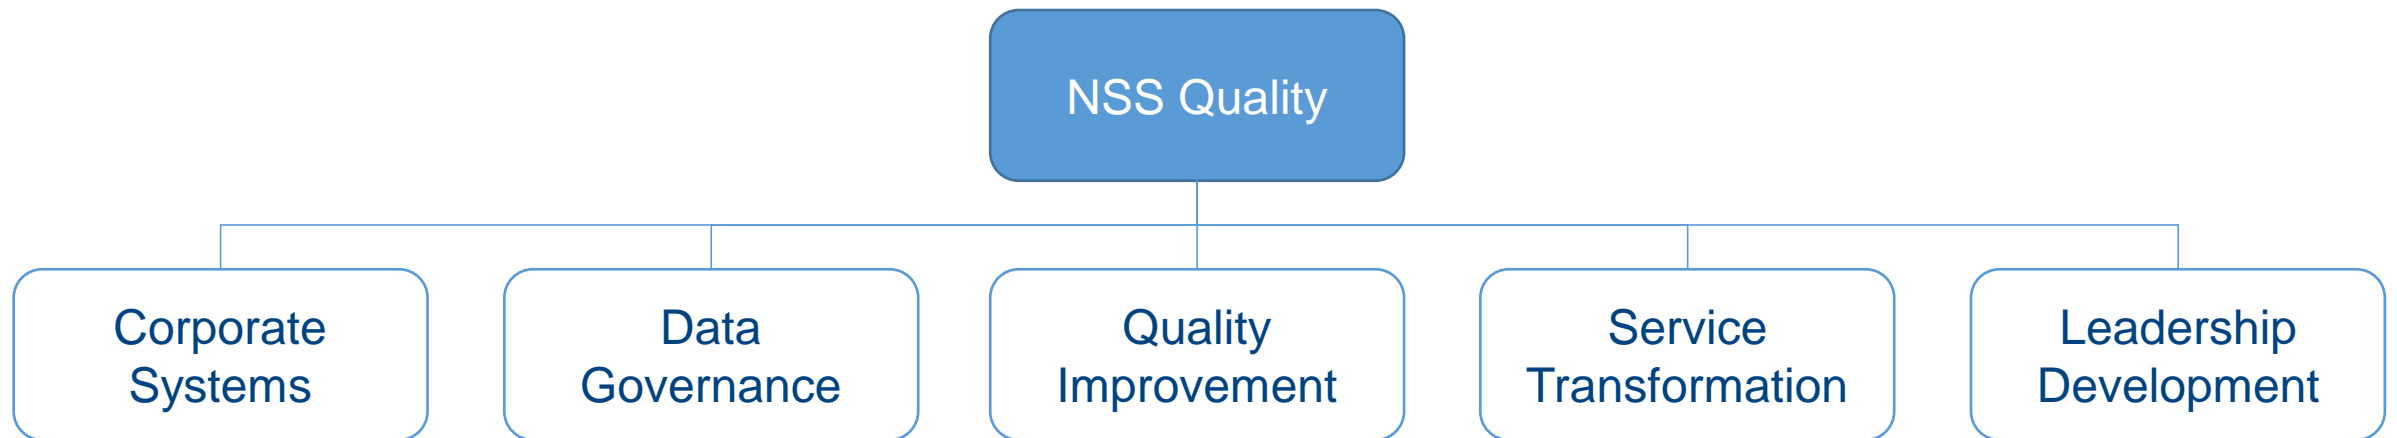 NSS Quality
Corporate
Systems
Data
Governance
Quality
Improvement
Service
Transformation
Leadership
Development